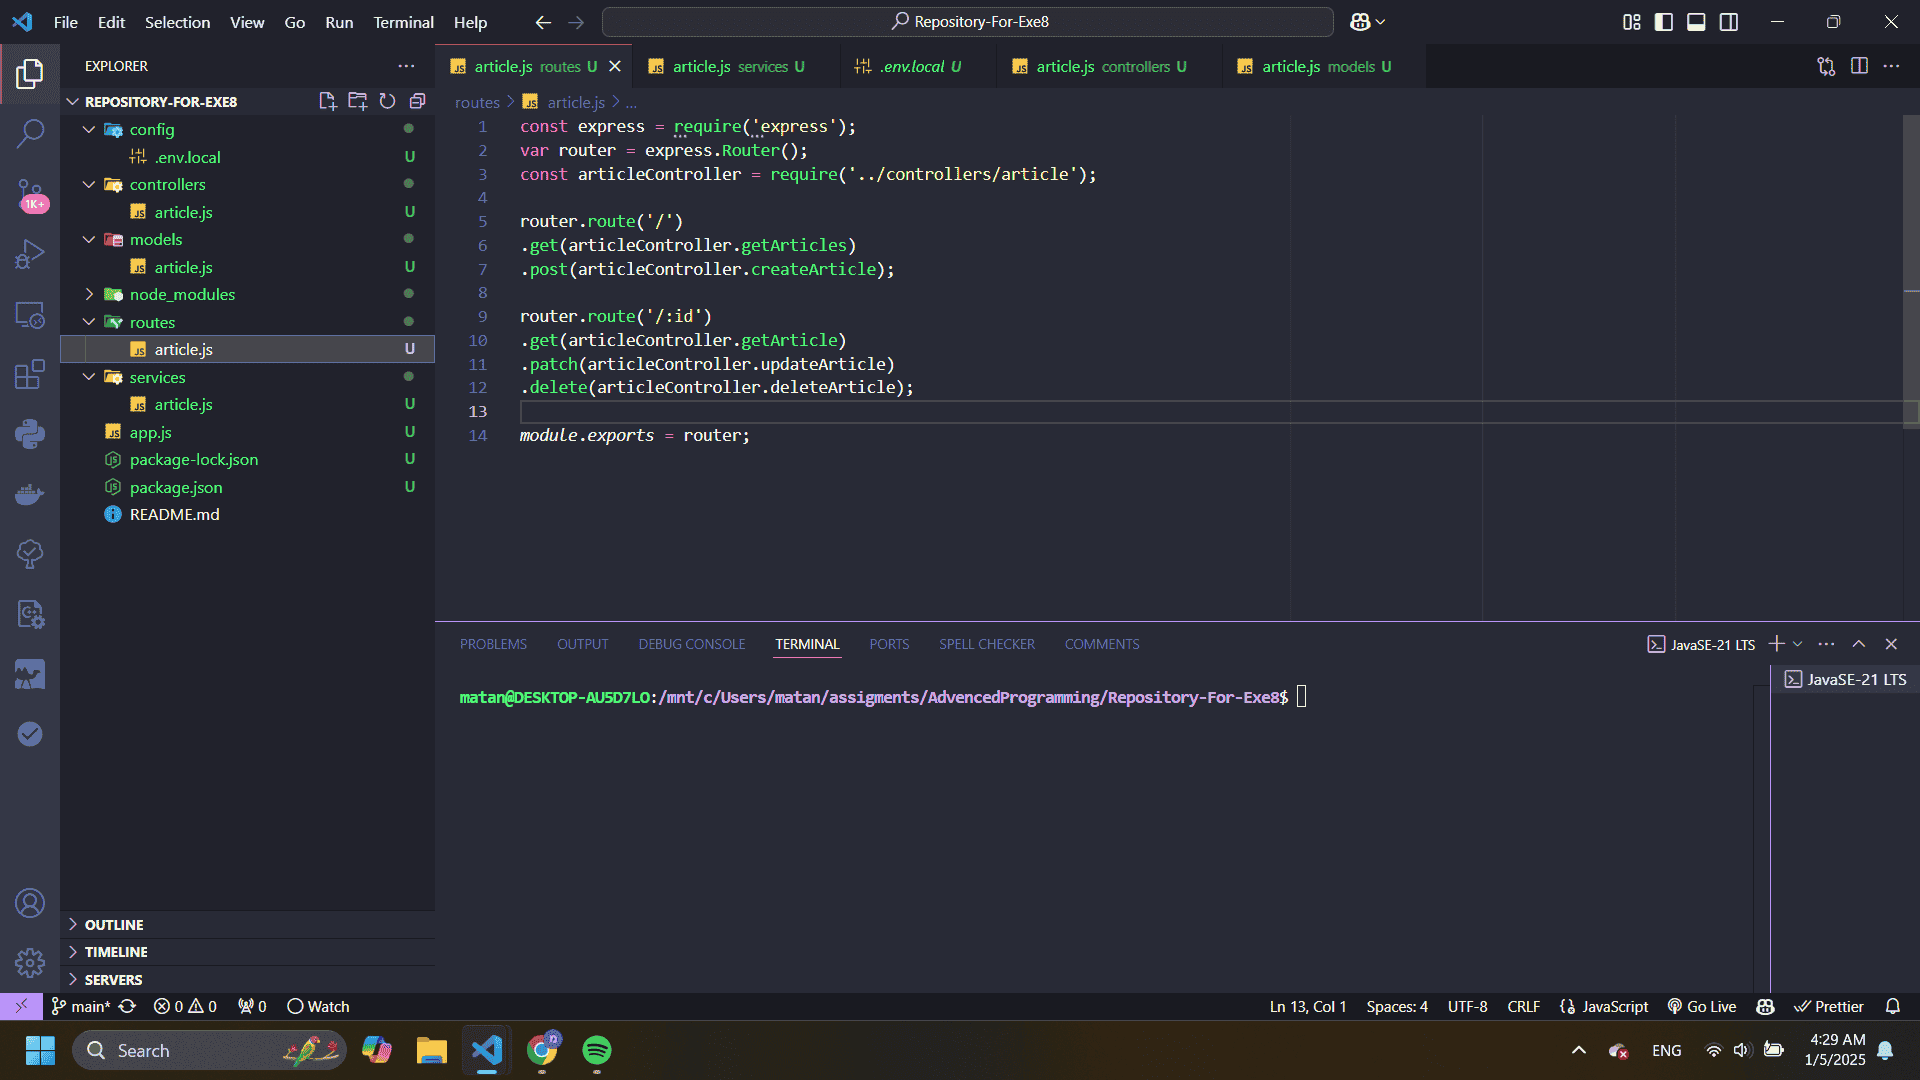 File Edit Selection View Go Run Terminal Help
Repository-For-Exe8
EXPLORER
REPOSITORY-FOR-EXE8
config
.env.local U
controllers
article.js U
models
article.js U
node_modules
routes
article.js U
services
article.js U
app.js U
package-lock.json U
package.json U
README.md
OUTLINE
TIMELINE
SERVERS
1K+
article.js routes U
article.js services U
.env.local U
article.js controllers U
article.js models U
routes > article.js > ...
1 const express = require('express');
2 var router = express.Router();
3 const articleController = require('../controllers/article');
4
5 router.route('/')
6 .get(articleController.getArticles)
7 .post(articleController.createArticle);
8
9 router.route('/:id')
10 .get(articleController.getArticle)
11 .patch(articleController.updateArticle)
12 .delete(articleController.deleteArticle);
13
14 module.exports = router;
PROBLEMS OUTPUT DEBUG CONSOLE TERMINAL PORTS SPELL CHECKER COMMENTS
JavaSE-21 LTS
JavaSE-21 LTS
matan@DESKTOP-AU5D7LO:/mnt/c/Users/matan/assigments/AdvencedProgramming/Repository-For-Exe8$
main* 0 0 0 Watch
Ln 13, Col 1 Spaces: 4 UTF-8 CRLF JavaScript Go Live Prettier
Search
ENG
4:29 AM
1/5/2025